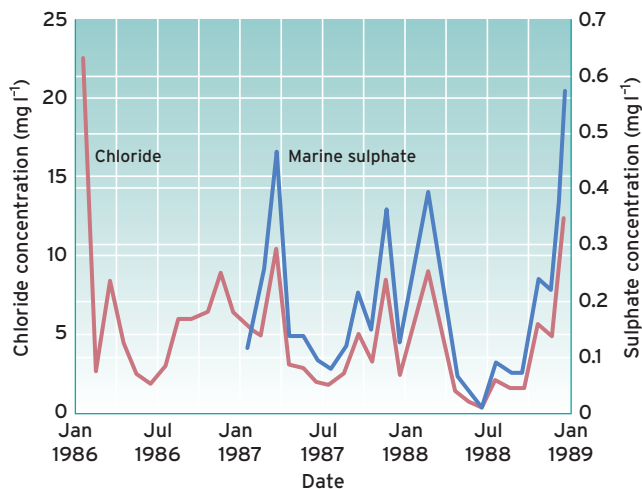 25
20
15
10
5
0
Chloride concentration (mg l⁻¹)
Chloride
Marine sulphate
0.7
0.6
0.5
0.4
0.3
0.2
0.1
0
Sulphate concentration (mg l⁻¹)
Jan Jul Jan Jul Jan Jul Jan
1986 1986 1987 1987 1988 1988 1989
Date